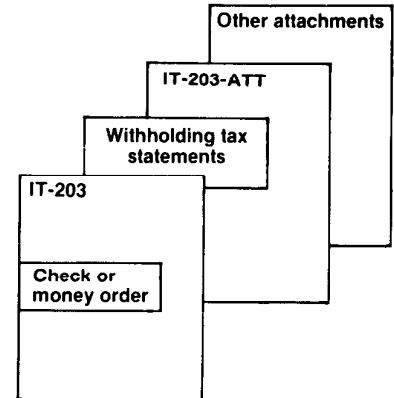 Other attachments
IT-203-ATT
Withholding tax
statements
IT-203
Check or
money order